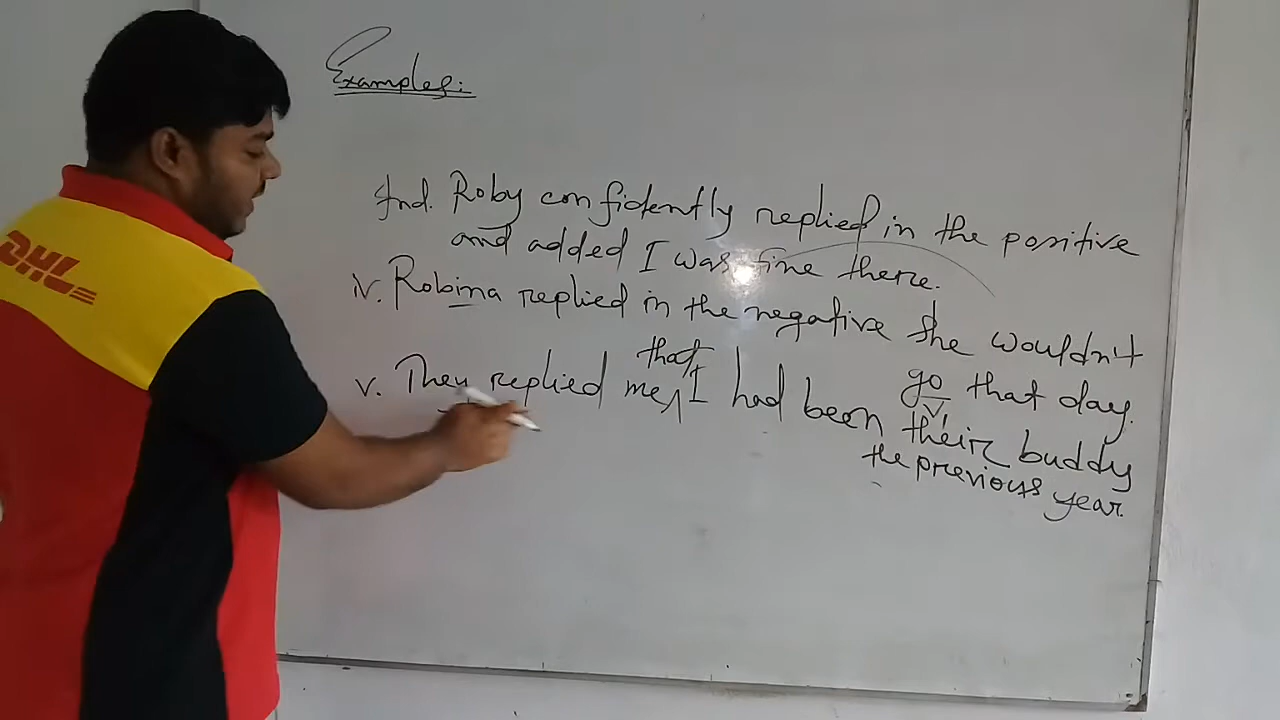 Examples:
Ind. Roby confidently replied in the positive
and added I was fine there.
iv. Robina replied in the negative she wouldn't
go that day.
V1
v. They replied me, that I had been their buddy
the previous year.
DHL